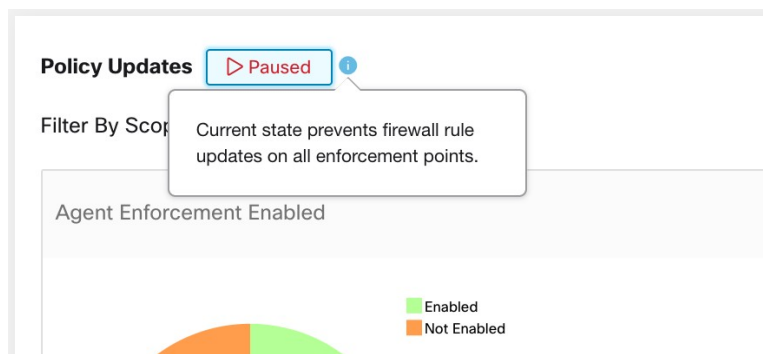 Policy Updates Paused i
Current state prevents firewall rule
updates on all enforcement points.
Filter By Scop
Agent Enforcement Enabled
Enabled
Not Enabled